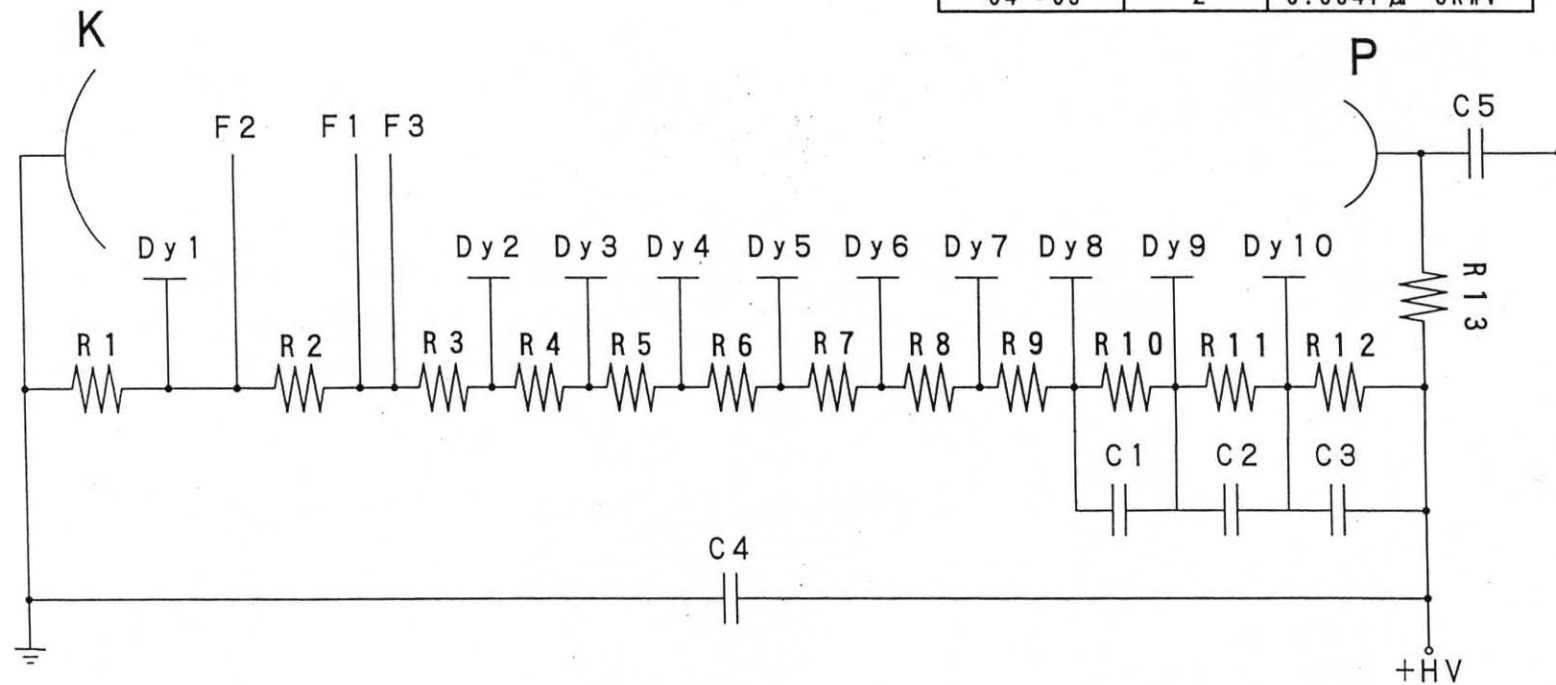 K
P
C5
F2 F1 F3
Dy1 Dy2 Dy3 Dy4 Dy5 Dy6 Dy7 Dy8 Dy9 Dy10
R13
R1 R2 R3 R4 R5 R6 R7 R8 R9 R10 R11 R12
C1 C2 C3
C4
+HV